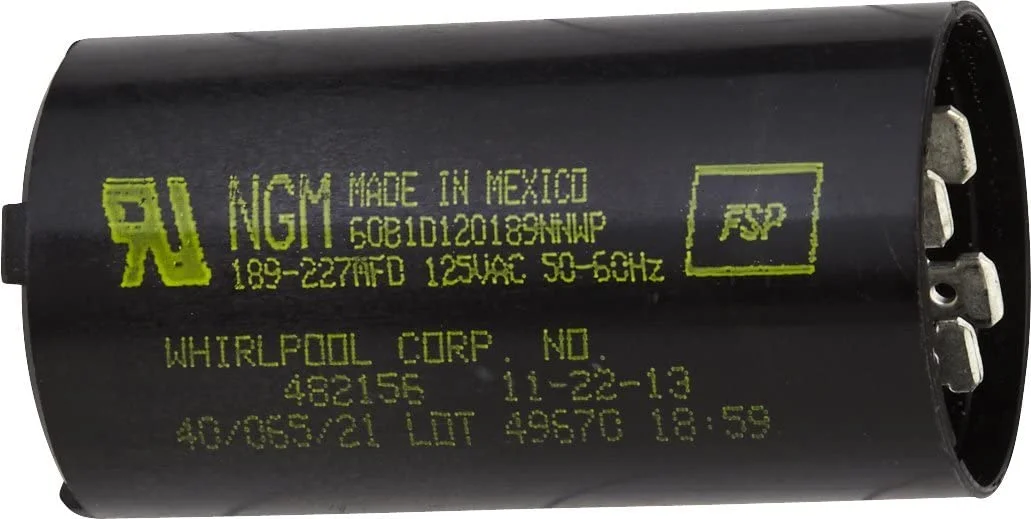 NGM MADE IN MEXICO
60B1D120189NNWP
189-227MFD 125VAC 50-60Hz
FSP
WHIRLPOOL CORP. NO.
482156 11-22-13
40/065/21 LOT 49670 18:59